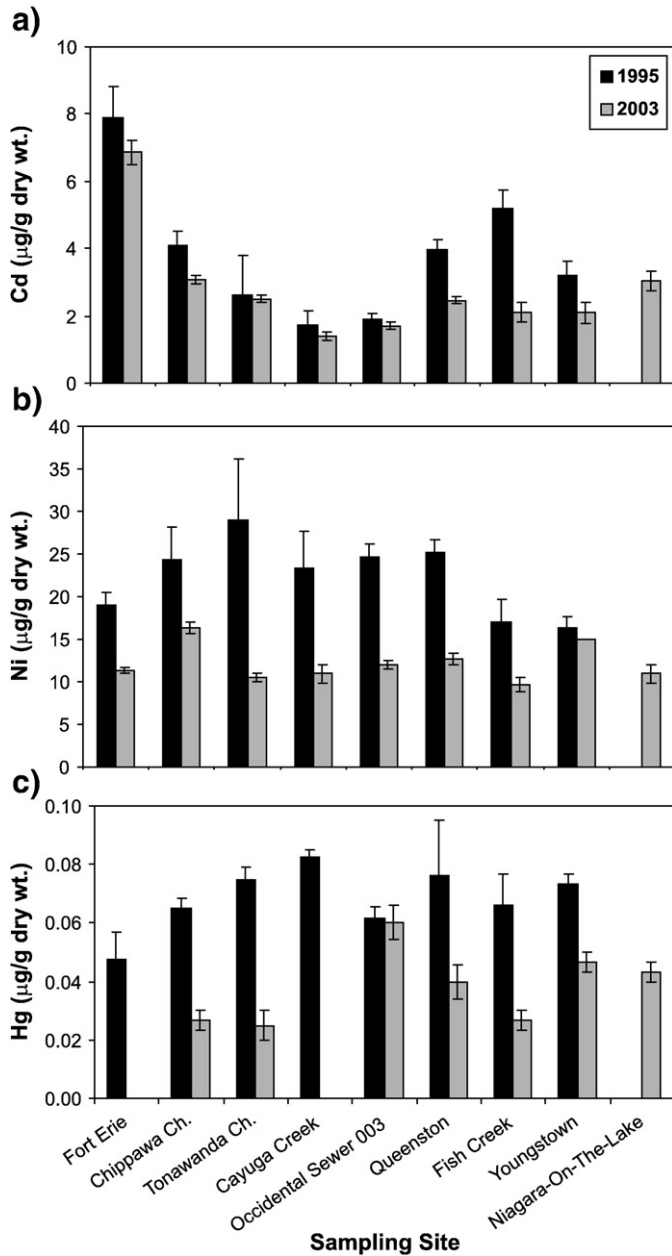 a)
10
8
6
4
2
0
Cd (µg/g dry wt.)
1995
2003
b)
40
35
30
25
20
15
10
5
0
Ni (µg/g dry wt.)
c)
0.10
0.08
0.06
0.04
0.02
0.00
Hg (µg/g dry wt.)
Fort Erie
Chippawa Ch.
Tonawanda Ch.
Cayuga Creek
Occidental Sewer 003
Queenston
Fish Creek
Youngstown
Niagara-On-The-Lake
Sampling Site